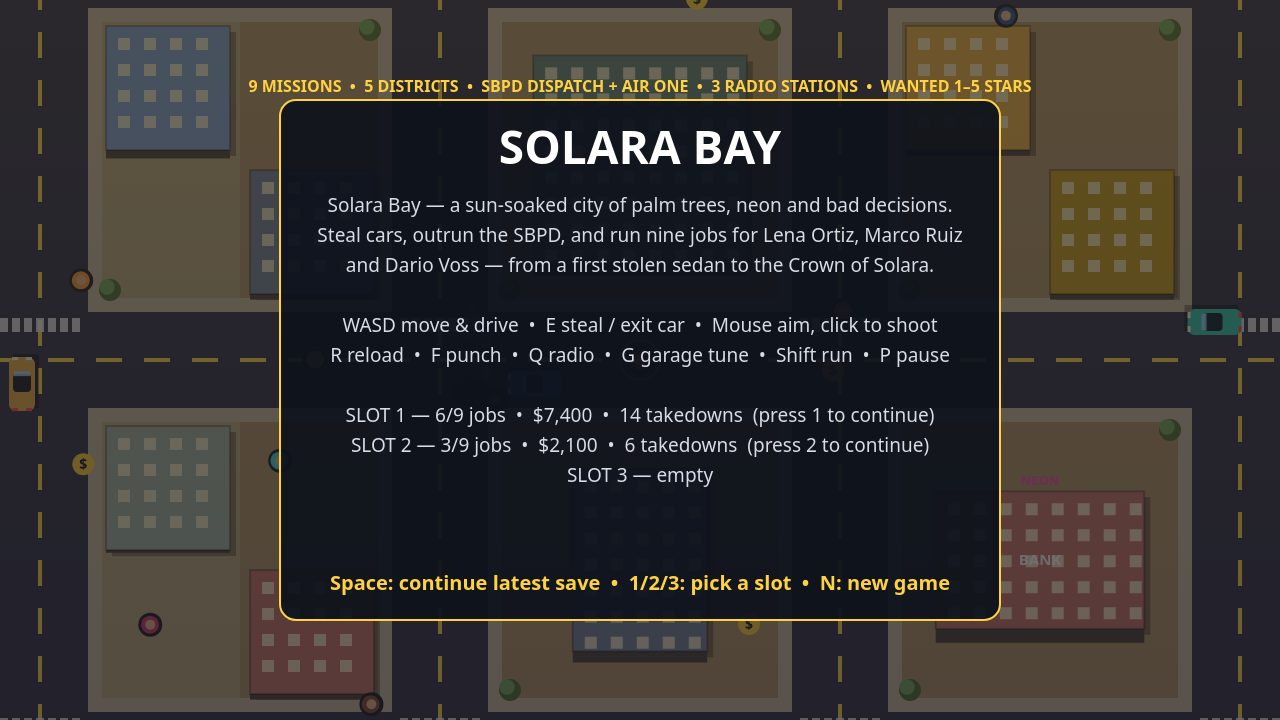 9 MISSIONS • 5 DISTRICTS • SBPD DISPATCH + AIR ONE • 3 RADIO STATIONS • WANTED 1–5 STARS
SOLARA BAY
Solara Bay — a sun-soaked city of palm trees, neon and bad decisions.
Steal cars, outrun the SBPD, and run nine jobs for Lena Ortiz, Marco Ruiz
and Dario Voss — from a first stolen sedan to the Crown of Solara.
WASD move & drive • E steal / exit car • Mouse aim, click to shoot
R reload • F punch • Q radio • G garage tune • Shift run • P pause
SLOT 1 — 6/9 jobs • $7,400 • 14 takedowns (press 1 to continue)
SLOT 2 — 3/9 jobs • $2,100 • 6 takedowns (press 2 to continue)
SLOT 3 — empty
Space: continue latest save • 1/2/3: pick a slot • N: new game
$
NEON
BANK
$